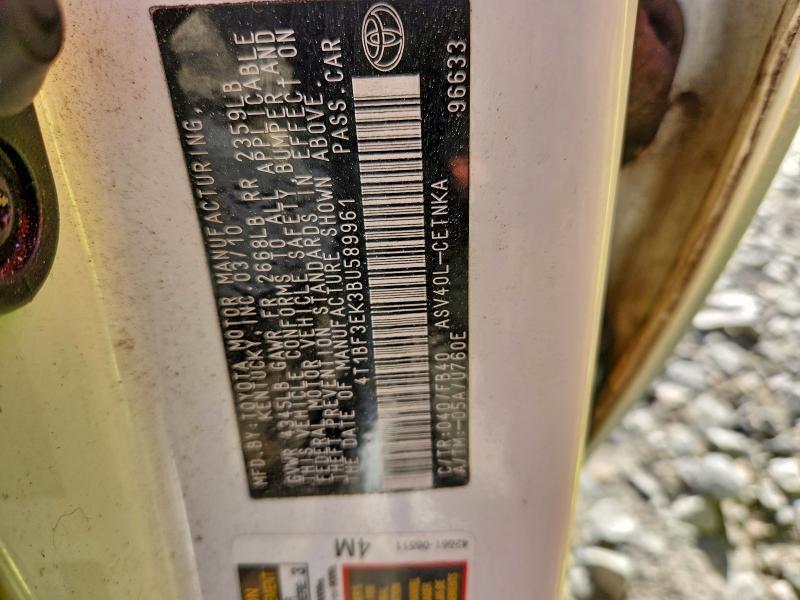 MFD.BY:TOYOTA MOTOR MANUFACTURING,
KENTUCKY, INC 03/10
GVWR 4345LB GAWR FR 2668LB RR 2359LB
THIS VEHICLE CONFORMS TO ALL APPLICABLE
FEDERAL MOTOR VEHICLE SAFETY, BUMPER, AND
THEFT PREVENTION STANDARDS IN EFFECT ON
THE DATE OF MANUFACTURE SHOWN ABOVE.
4T1BF3EK3BU589961 PASS.CAR
C/TR:040/FB40 ASV40L-CETNKA
A/TM:-05A/U760E 96633
4M